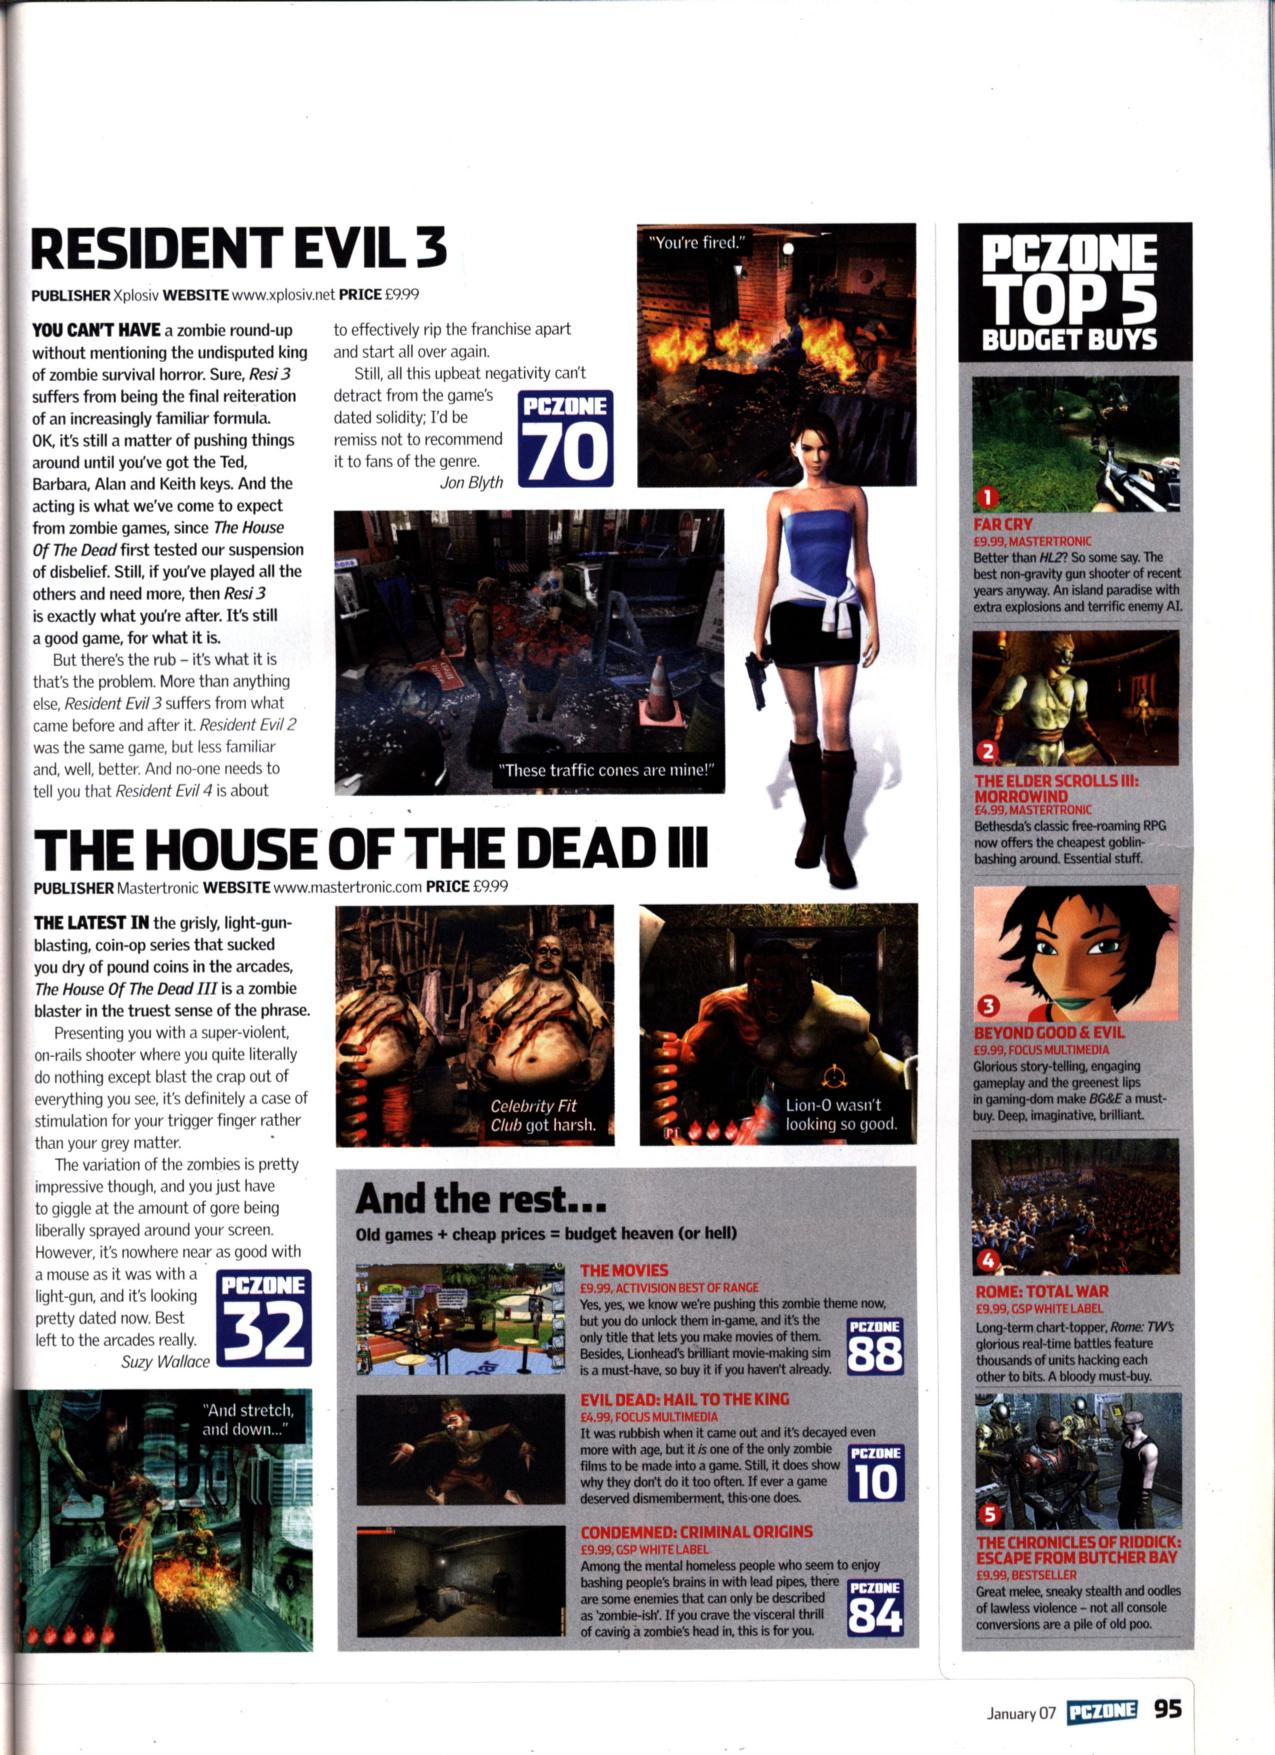 RESIDENT EVIL 3
PUBLISHER Xplosiv WEBSITE www.xplosiv.net PRICE £9.99
YOU CAN'T HAVE a zombie round-up
without mentioning the undisputed king
of zombie survival horror. Sure, Resi 3
suffers from being the final reiteration
of an increasingly familiar formula.
OK, it's still a matter of pushing things
around until you've got the Ted,
Barbara, Alan and Keith keys. And the
acting is what we've come to expect
from zombie games, since The House
Of The Dead first tested our suspension
of disbelief. Still, if you've played all the
others and need more, then Resi 3
is exactly what you're after. It's still
a good game, for what it is.
But there's the rub – it's what it is
that's the problem. More than anything
else, Resident Evil 3 suffers from what
came before and after it. Resident Evil 2
was the same game, but less familiar
and, well, better. And no-one needs to
tell you that Resident Evil 4 is about
to effectively rip the franchise apart
and start all over again.
Still, all this upbeat negativity can't
detract from the game's
dated solidity; I'd be
remiss not to recommend
it to fans of the genre.
Jon Blyth
PCZONE
70
"You're fired."
"These traffic cones are mine!"
THE HOUSE OF THE DEAD III
PUBLISHER Mastertronic WEBSITE www.mastertronic.com PRICE £9.99
THE LATEST IN the grisly, light-gun-
blasting, coin-op series that sucked
you dry of pound coins in the arcades,
The House Of The Dead III is a zombie
blaster in the truest sense of the phrase.
Presenting you with a super-violent,
on-rails shooter where you quite literally
do nothing except blast the crap out of
everything you see, it's definitely a case of
stimulation for your trigger finger rather
than your grey matter.
The variation of the zombies is pretty
impressive though, and you just have
to giggle at the amount of gore being
liberally sprayed around your screen.
However, it's nowhere near as good with
a mouse as it was with a
light-gun, and it's looking
pretty dated now. Best
left to the arcades really.
Suzy Wallace
PCZONE
32
"And stretch,
and down..."
Celebrity Fit
Club got harsh.
Lion-O wasn't
looking so good.
P1
And the rest...
Old games + cheap prices = budget heaven (or hell)
THE MOVIES
£9.99, ACTIVISION BEST OF RANGE
Yes, yes, we know we're pushing this zombie theme now,
but you do unlock them in-game, and it's the
only title that lets you make movies of them.
Besides, Lionhead's brilliant movie-making sim
is a must-have, so buy it if you haven't already.
PCZONE
88
EVIL DEAD: HAIL TO THE KING
£4.99, FOCUS MULTIMEDIA
It was rubbish when it came out and it's decayed even
more with age, but it is one of the only zombie
films to be made into a game. Still, it does show
why they don't do it too often. If ever a game
deserved dismemberment, this one does.
PCZONE
10
CONDEMNED: CRIMINAL ORIGINS
£9.99, GSP WHITE LABEL
Among the mental homeless people who seem to enjoy
bashing people's brains in with lead pipes, there
are some enemies that can only be described
as 'zombie-ish'. If you crave the visceral thrill
of caving a zombie's head in, this is for you.
PCZONE
84
PCZONE
TOP 5
BUDGET BUYS
1
FAR CRY
£9.99, MASTERTRONIC
Better than HL2? So some say. The
best non-gravity gun shooter of recent
years anyway. An island paradise with
extra explosions and terrific enemy AI.
2
THE ELDER SCROLLS III:
MORROWIND
£4.99, MASTERTRONIC
Bethesda's classic free-roaming RPG
now offers the cheapest goblin-
bashing around. Essential stuff.
3
BEYOND GOOD & EVIL
£9.99, FOCUS MULTIMEDIA
Glorious story-telling, engaging
gameplay and the greenest lips
in gaming-dom make BG&E a must-
buy. Deep, imaginative, brilliant.
4
ROME: TOTAL WAR
£9.99, GSP WHITE LABEL
Long-term chart-topper, Rome: TW's
glorious real-time battles feature
thousands of units hacking each
other to bits. A bloody must-buy.
5
THE CHRONICLES OF RIDDICK:
ESCAPE FROM BUTCHER BAY
£9.99, BESTSELLER
Great melee, sneaky stealth and oodles
of lawless violence – not all console
conversions are a pile of old poo.
January 07 PCZONE 95